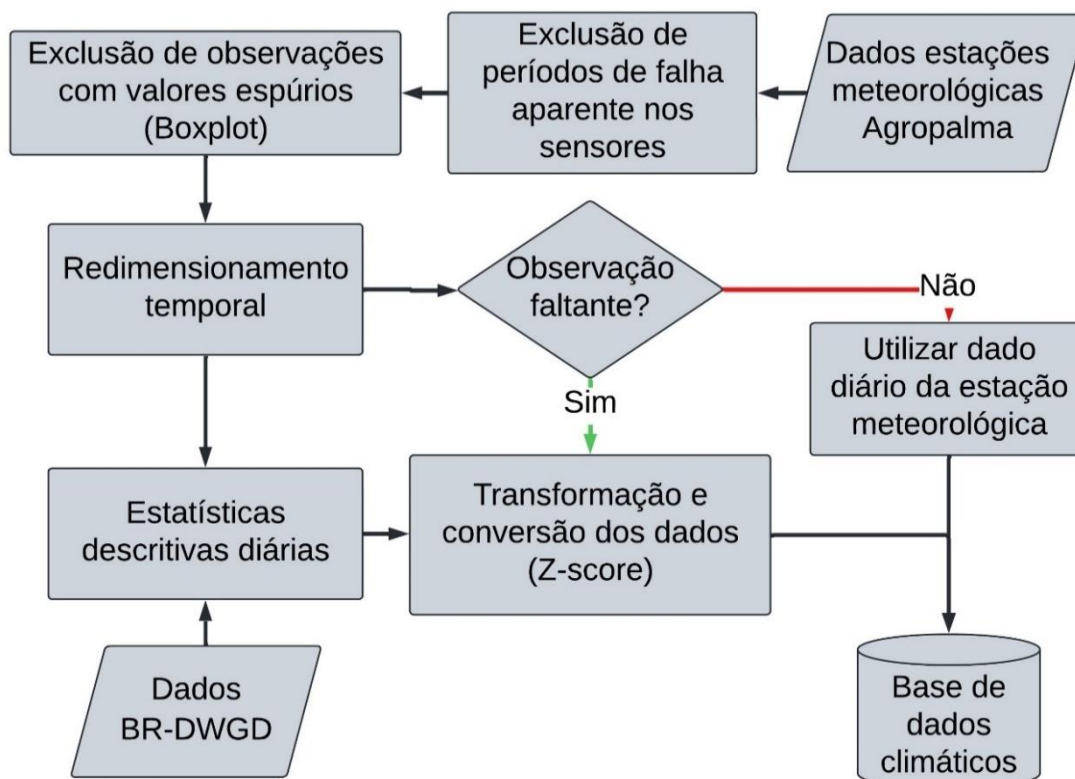 Exclusão de observações
com valores espúrios
(Boxplot)
Exclusão de
períodos de falha
aparente nos
sensores
Dados estações
meteorológicas
Agropalma
Redimensionamento
temporal
Observação
faltante?
Não
Sim
Utilizar dado
diário da estação
meteorológica
Estatísticas
descritivas diárias
Transformação e
conversão dos dados
(Z-score)
Dados
BR-DWGD
Base de
dados
climáticos